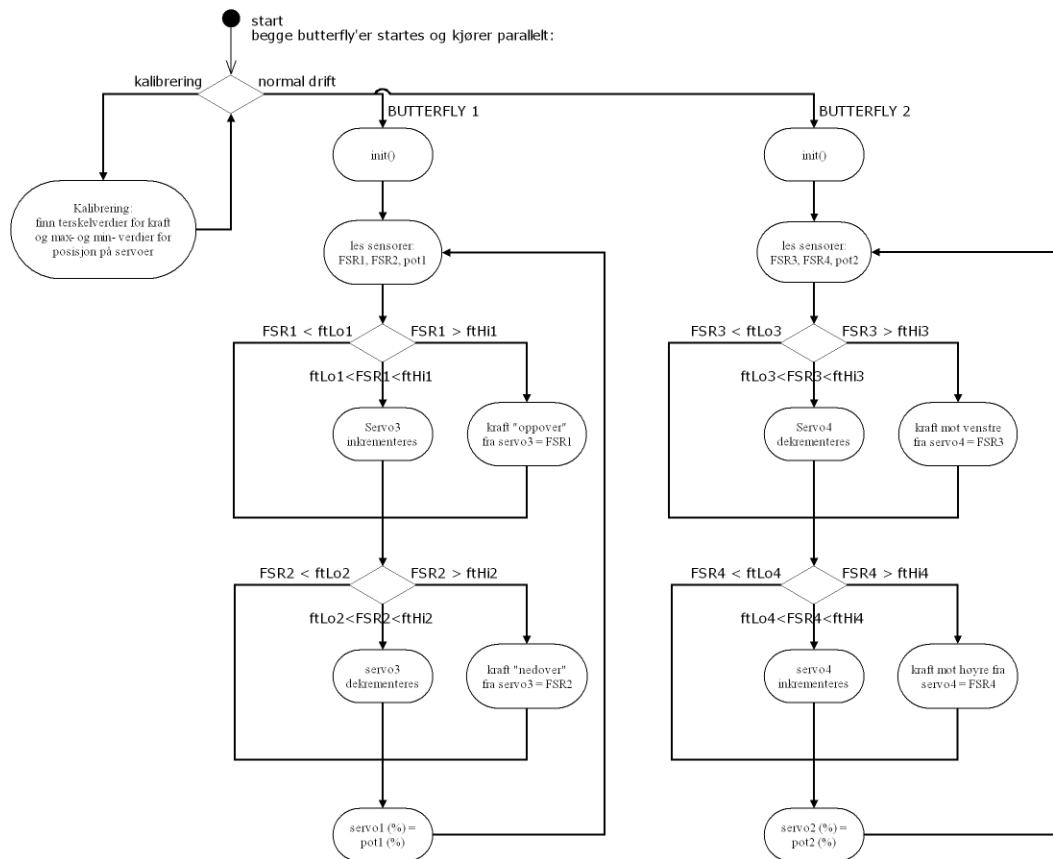 start
begge butterfly'er startes og kjører parallelt:
kalibrering
normal drift
BUTTERFLY 1
BUTTERFLY 2
init()
init()
Kalibrering:
finn terskelverdier for kraft
og max- og min- verdier for
posisjon på servoer
les sensorer:
FSR1, FSR2, pot1
les sensorer:
FSR3, FSR4, pot2
FSR1 < ftLo1
FSR1 > ftHi1
ftLo1<FSR1<ftHi1
FSR3 < ftLo3
FSR3 > ftHi3
ftLo3<FSR3<ftHi3
Servo3
inkrementeres
kraft "oppover"
fra servo3 = FSR1
Servo4
dekrementeres
kraft mot venstre
fra servo4 = FSR3
FSR2 < ftLo2
FSR2 > ftHi2
ftLo2<FSR2<ftHi2
FSR4 < ftLo4
FSR4 > ftHi4
ftLo4<FSR4<ftHi4
servo3
dekrementeres
kraft "nedover"
fra servo3 = FSR2
servo4
inkrementeres
kraft mot høyre fra
servo4 = FSR4
servo1 (%) =
pot1 (%)
servo2 (%) =
pot2 (%)